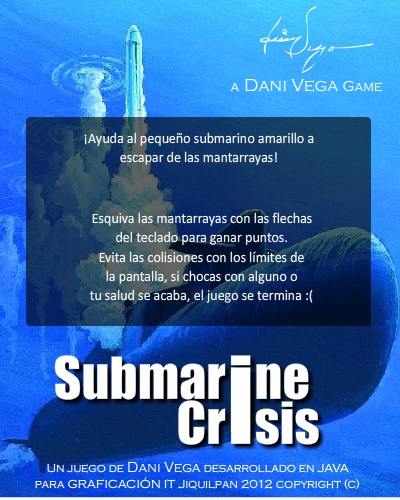 A DANI VEGA GAME
¡Ayuda al pequeño submarino amarillo a
escapar de las mantarrayas!
Esquiva las mantarrayas con las flechas
del teclado para ganar puntos.
Evita las colisiones con los límites de
la pantalla, si chocas con alguno o
tu salud se acaba, el juego se termina :(
Submarine
Crisis
UN JUEGO DE DANI VEGA DESARROLLADO EN JAVA
PARA GRAFICACIÓN IT JIQUILPAN 2012 COPYRIGHT (C)